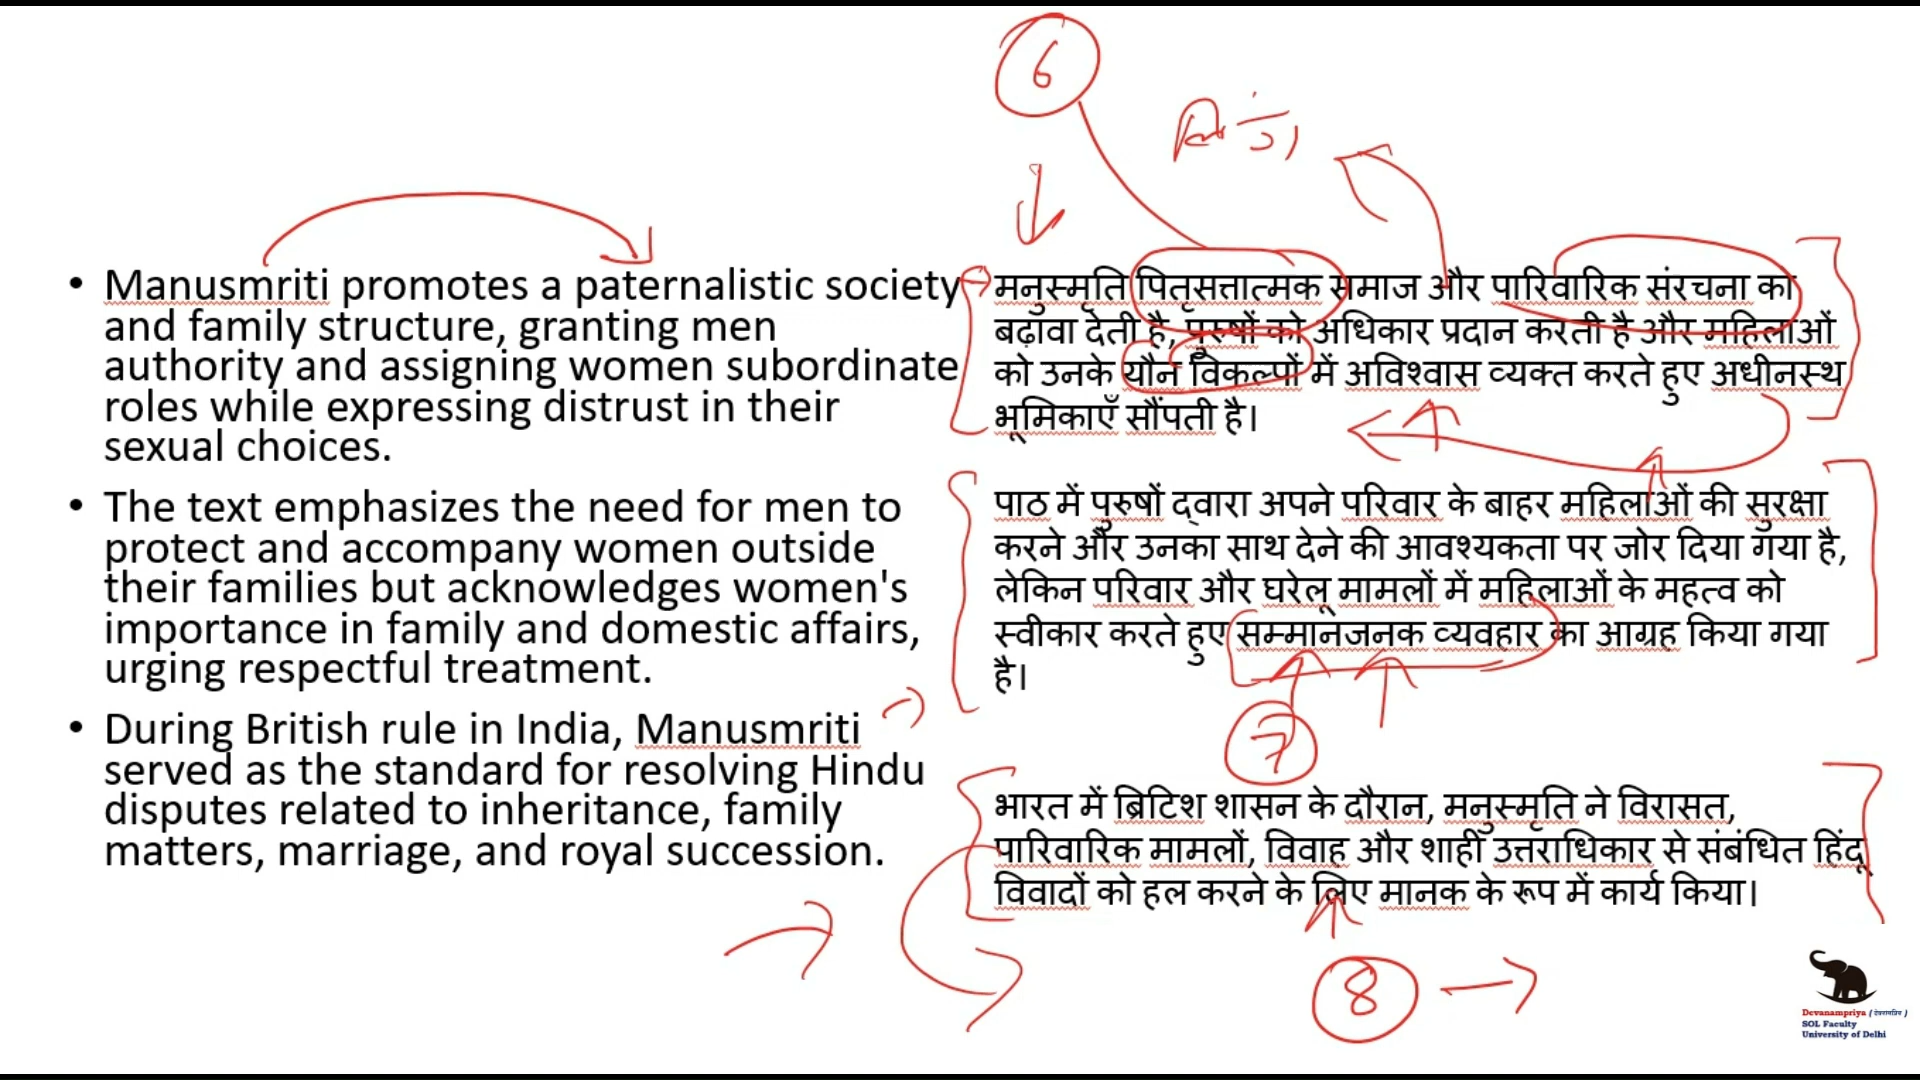 6
• Manusmriti promotes a paternalistic society
and family structure, granting men
authority and assigning women subordinate
roles while expressing distrust in their
sexual choices.
• The text emphasizes the need for men to
protect and accompany women outside
their families but acknowledges women's
importance in family and domestic affairs,
urging respectful treatment.
• During British rule in India, Manusmriti
served as the standard for resolving Hindu
disputes related to inheritance, family
matters, marriage, and royal succession.
मनुस्मृति पितृसत्तात्मक समाज और पारिवारिक संरचना को
बढ़ावा देती है, पुरुषों को अधिकार प्रदान करती है और महिलाओं
को उनके यौन विकल्पों में अविश्वास व्यक्त करते हुए अधीनस्थ
भूमिकाएँ सौंपती है।
पाठ में पुरुषों द्वारा अपने परिवार के बाहर महिलाओं की सुरक्षा
करने और उनका साथ देने की आवश्यकता पर जोर दिया गया है,
लेकिन परिवार और घरेलू मामलों में महिलाओं के महत्व को
स्वीकार करते हुए सम्मानजनक व्यवहार का आग्रह किया गया
है।
7
भारत में ब्रिटिश शासन के दौरान, मनुस्मृति ने विरासत,
पारिवारिक मामलों, विवाह और शाही उत्तराधिकार से संबंधित हिंदू
विवादों को हल करने के लिए मानक के रूप में कार्य किया।
8
Devanampriya ( देवनामप्रिय )
SOL Faculty
University of Delhi